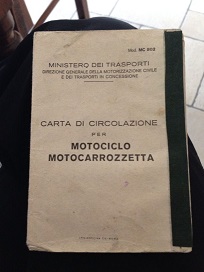 Mod. MC 803
MINISTERO DEI TRASPORTI
DIREZIONE GENERALE DELLA MOTORIZZAZIONE CIVILE
E DEI TRASPORTI IN CONCESSIONE
CARTA DI CIRCOLAZIONE
PER
MOTOCICLO
MOTOCARROZZETTA